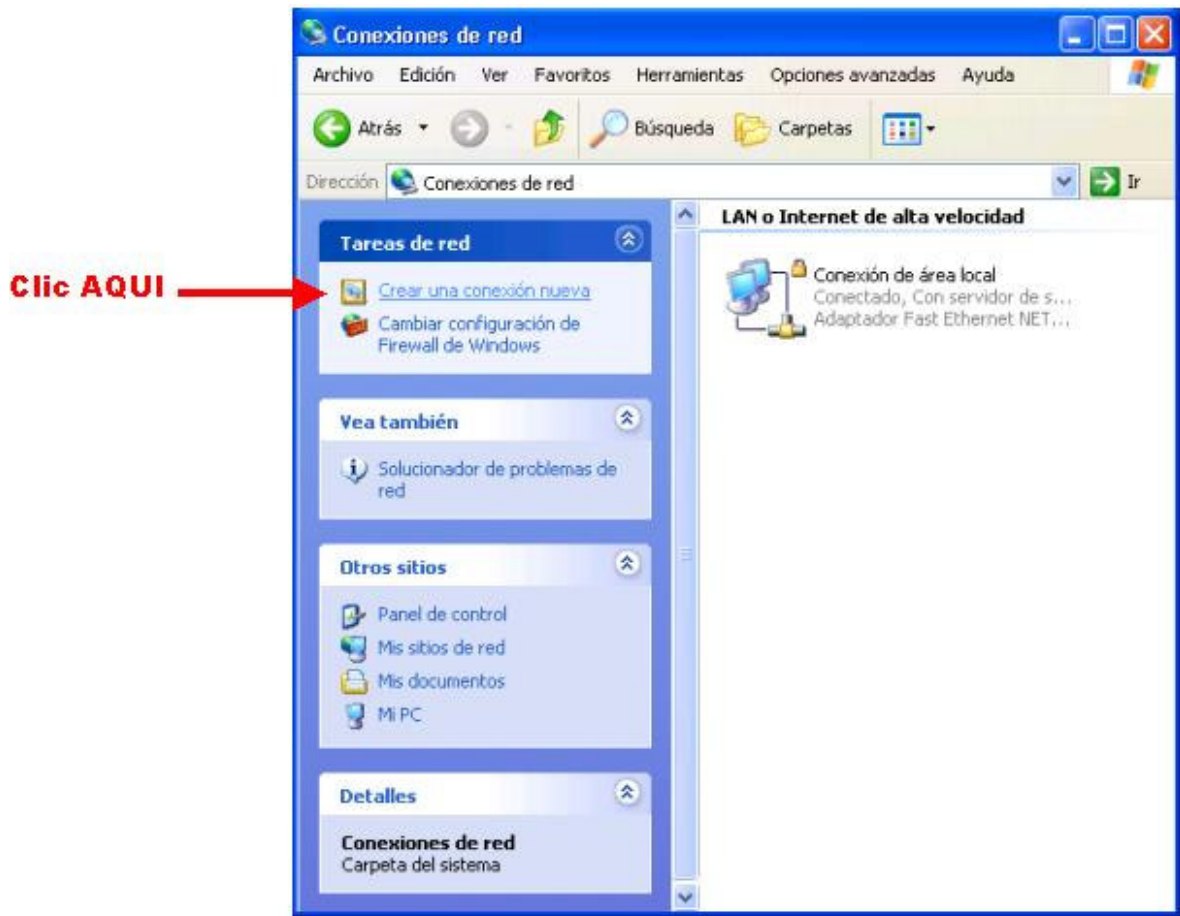 Conexiones de red
Archivo Edición Ver Favoritos Herramientas Opciones avanzadas Ayuda
Atrás Búsqueda Carpetas
Dirección Conexiones de red Ir
Clic AQUI
Tareas de red
Crear una conexión nueva
Cambiar configuración de
Firewall de Windows
Vea también
Solucionador de problemas de
red
Otros sitios
Panel de control
Mis sitios de red
Mis documentos
Mi PC
Detalles
Conexiones de red
Carpeta del sistema
LAN o Internet de alta velocidad
Conexión de área local
Conectado, Con servidor de s...
Adaptador Fast Ethernet NET...